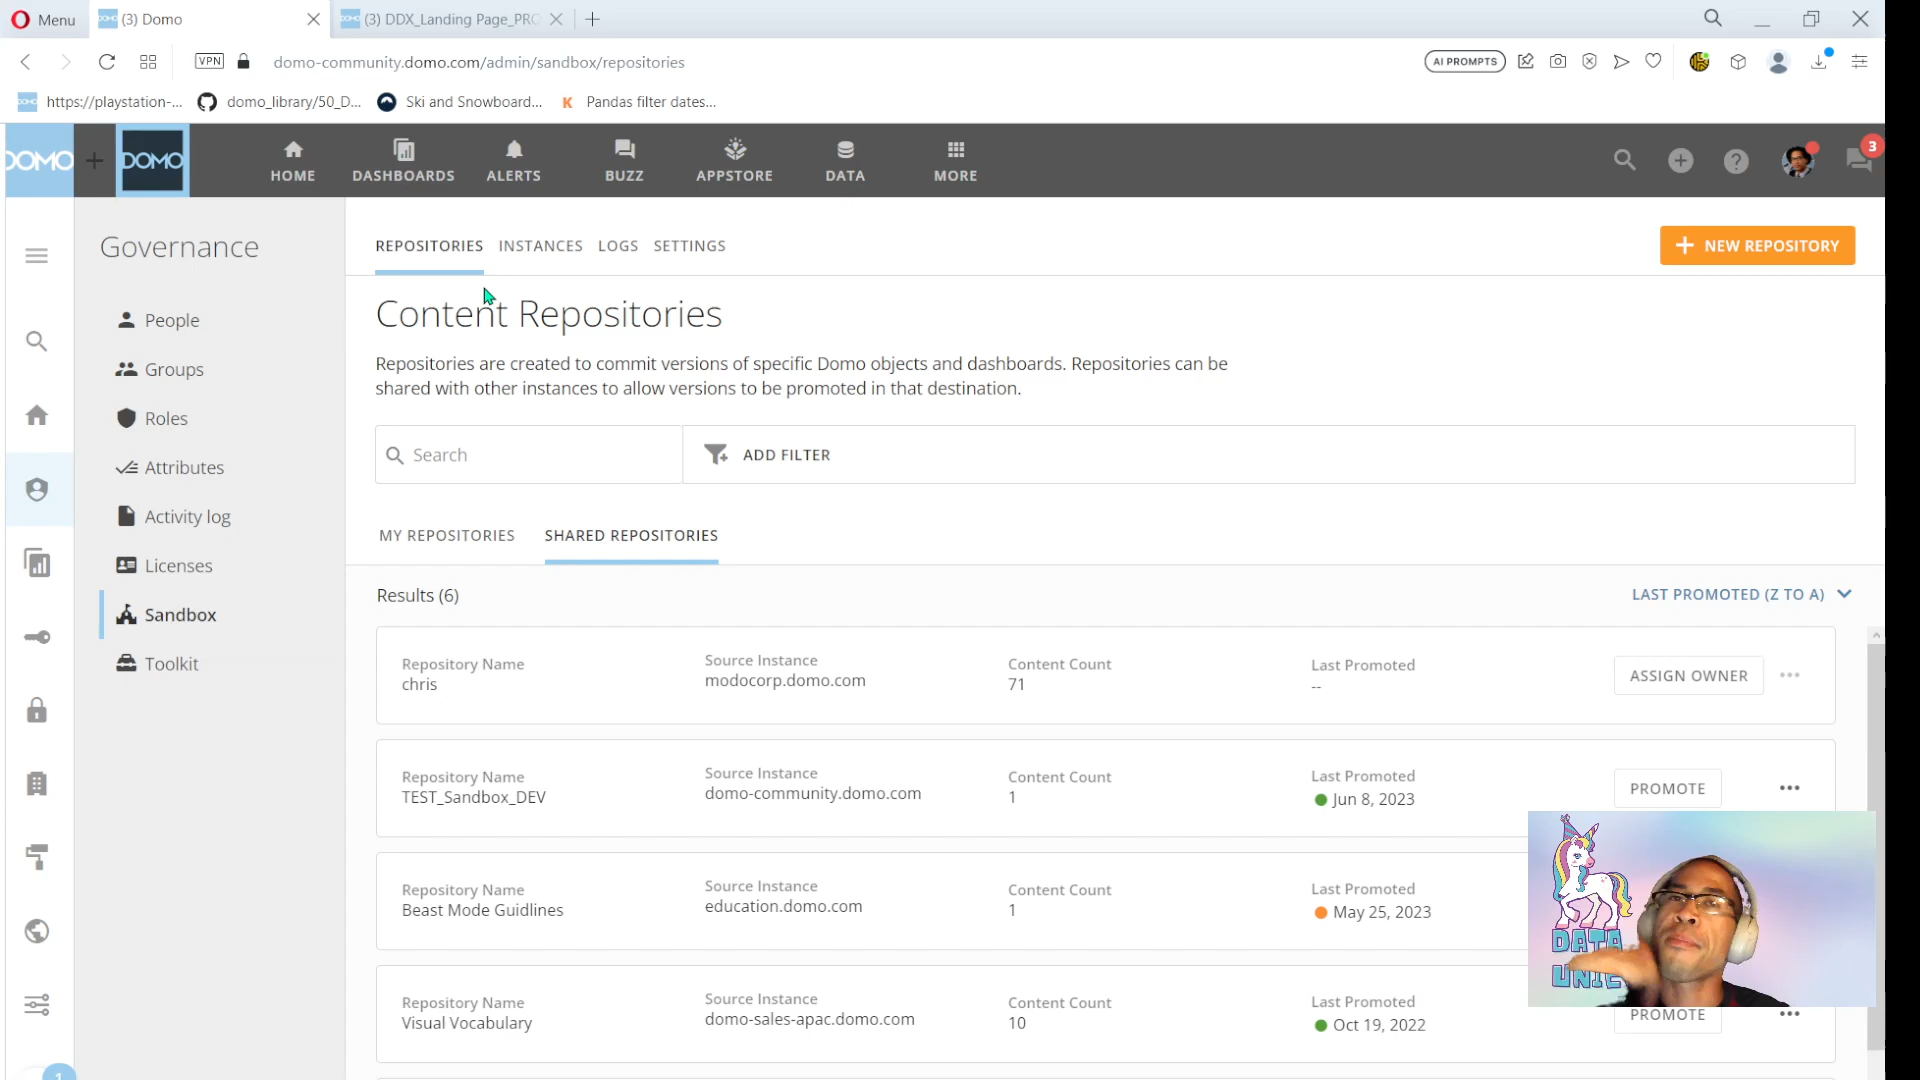 Menu
(3) Domo
(3) DDX_Landing Page_PRO
VPN
domo-community.domo.com/admin/sandbox/repositories
AI PROMPTS
https://playstation-...
domo_library/50_D...
Ski and Snowboard...
Pandas filter dates...
DOMO
DOMO
HOME
DASHBOARDS
ALERTS
BUZZ
APPSTORE
DATA
MORE
3
Governance
People
Groups
Roles
Attributes
Activity log
Licenses
Sandbox
Toolkit
1
REPOSITORIES INSTANCES LOGS SETTINGS
NEW REPOSITORY
Content Repositories
Repositories are created to commit versions of specific Domo objects and dashboards. Repositories can be
shared with other instances to allow versions to be promoted in that destination.
Search
ADD FILTER
MY REPOSITORIES SHARED REPOSITORIES
Results (6)
LAST PROMOTED (Z TO A)
Repository Name Source Instance Content Count Last Promoted
chris modocorp.domo.com 71 --
ASSIGN OWNER
Repository Name Source Instance Content Count Last Promoted
TEST_Sandbox_DEV domo-community.domo.com 1 Jun 8, 2023
PROMOTE
Repository Name Source Instance Content Count Last Promoted
Beast Mode Guidlines education.domo.com 1 May 25, 2023
Repository Name Source Instance Content Count Last Promoted
Visual Vocabulary domo-sales-apac.domo.com 10 Oct 19, 2022
PROMOTE
DATA